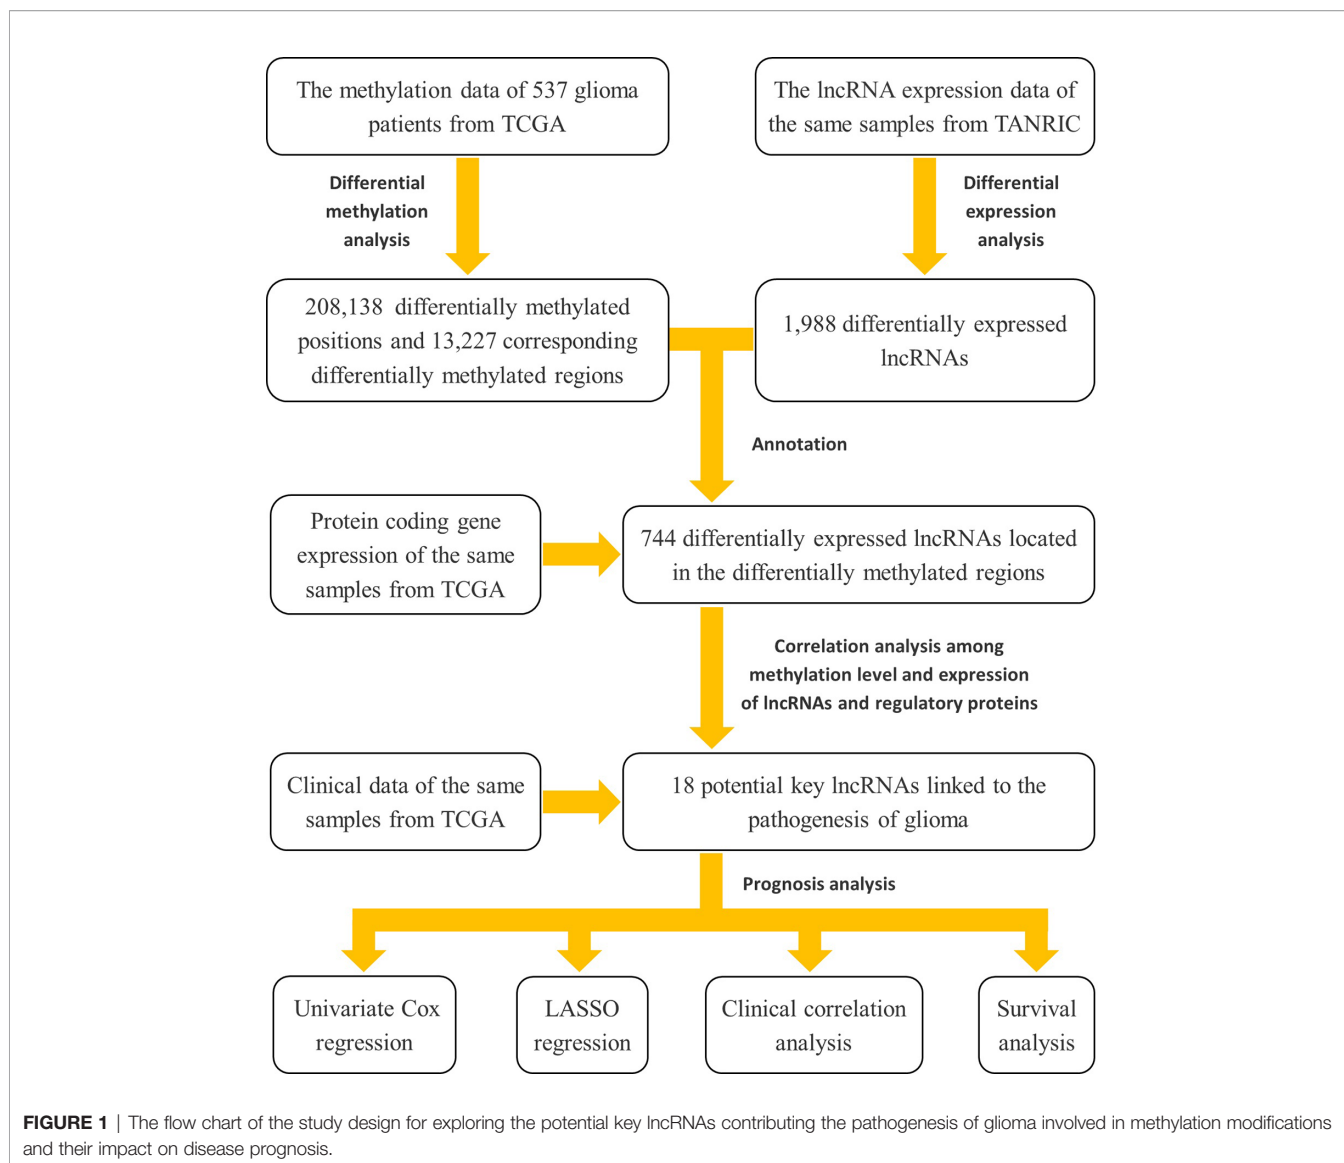 The methylation data of 537 glioma
patients from TCGA
The lncRNA expression data of
the same samples from TANRIC
Differential
methylation
analysis
Differential
expression
analysis
208,138 differentially methylated
positions and 13,227 corresponding
differentially methylated regions
1,988 differentially expressed
lncRNAs
Annotation
Protein coding gene
expression of the same
samples from TCGA
744 differentially expressed lncRNAs located
in the differentially methylated regions
Correlation analysis among
methylation level and expression
of lncRNAs and regulatory proteins
Clinical data of the same
samples from TCGA
18 potential key lncRNAs linked to the
pathogenesis of glioma
Prognosis analysis
Univariate Cox
regression
LASSO
regression
Clinical correlation
analysis
Survival
analysis
FIGURE 1 | The flow chart of the study design for exploring the potential key lncRNAs contributing the pathogenesis of glioma involved in methylation modifications
and their impact on disease prognosis.